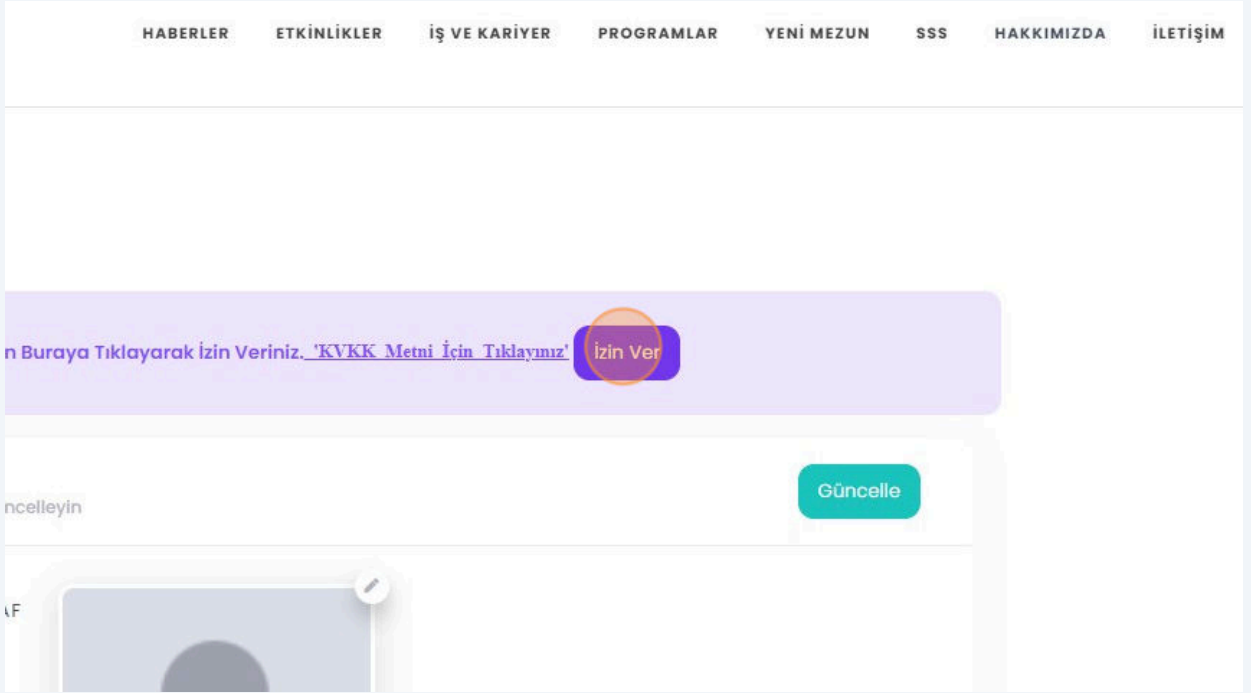 HABERLER ETKİNLİKLER İŞ VE KARİYER PROGRAMLAR YENİ MEZUN SSS HAKKIMIZDA İLETİŞİM
n Buraya Tıklayarak İzin Veriniz. 'KVKK Metni İçin Tıklayınız' İzin Ver
Güncelle
ncelleyin
AF